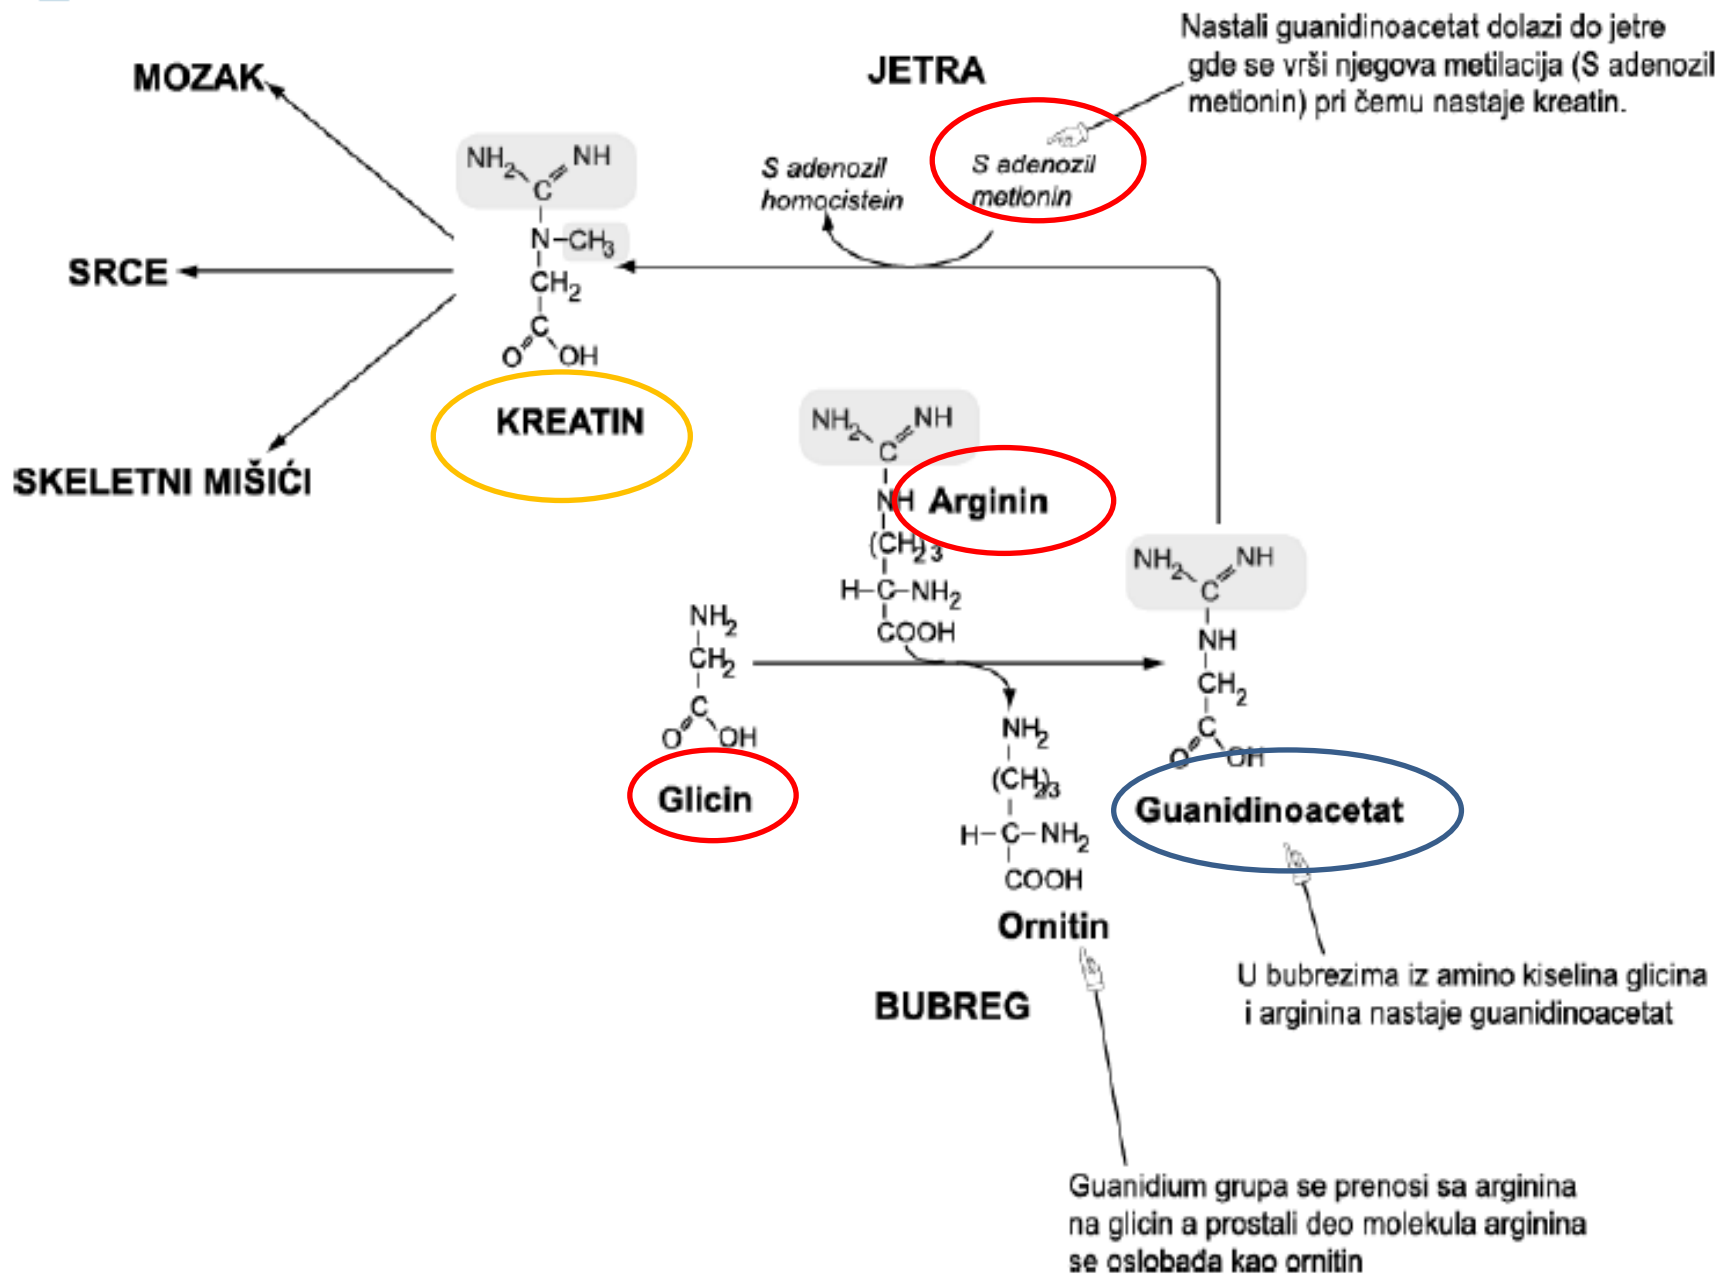 Nastali guanidinoacetat dolazi do jetre
gde se vrši njegova metilacija (S adenozil
metionin) pri čemu nastaje kreatin.
JETRA
MOZAK
S adenozil
homocistein
S adenozil
metionin
NH2 NH
C
N-CH3
CH2
C
O OH
SRCE
KREATIN
SKELETNI MIŠIĆI
NH2 NH
C
NH
Arginin
(CH2)3
H-C-NH2
COOH
NH2 NH
C
NH
CH2
C
O OH
Guanidinoacetat
NH2
CH2
C
O OH
Glicin
NH2
(CH2)3
H-C-NH2
COOH
Ornitin
BUBREG
U bubrezima iz amino kiselina glicina
i arginina nastaje guanidinoacetat
Guanidium grupa se prenosi sa arginina
na glicin a prostali deo molekula arginina
se oslobađa kao ornitin